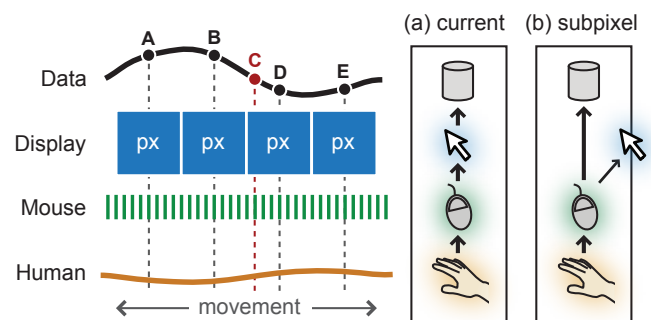 (a) current (b) subpixel
A B C D E
Data
Display px px px px
Mouse
Human
movement